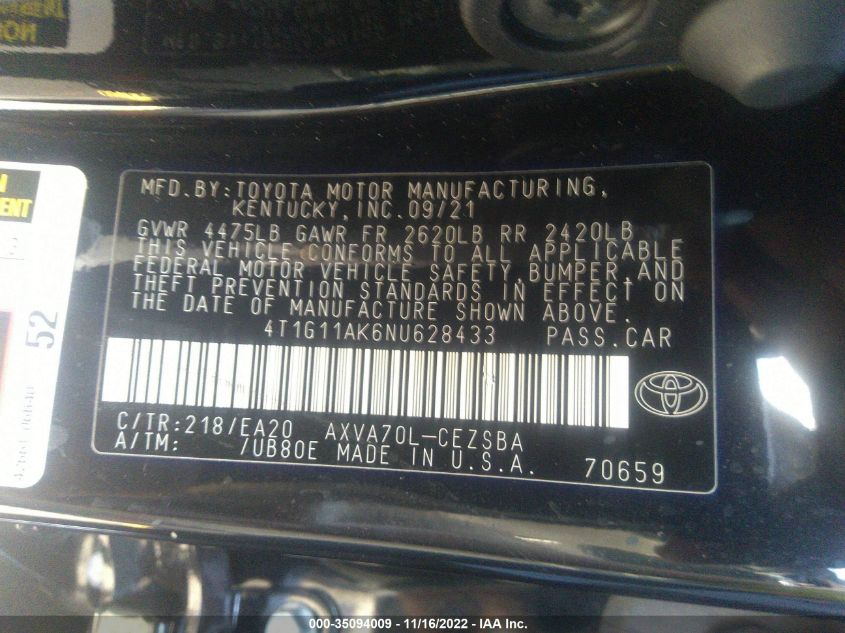 MFD.BY:TOYOTA MOTOR MANUFACTURING,
KENTUCKY, INC. 09/21
GVWR 4475LB GAWR FR 2620LB RR 2420LB
THIS VEHICLE CONFORMS TO ALL APPLICABLE
FEDERAL MOTOR VEHICLE SAFETY, BUMPER, AND
THEFT PREVENTION STANDARDS IN EFFECT ON
THE DATE OF MANUFACTURE SHOWN ABOVE.
4T1G11AK6NU628433 PASS.CAR
C/TR:218/EA20 AXVA70L-CEZSBA
A/TM: /UB80E MADE IN U.S.A. 70659
52
000-35094009 - 11/16/2022 - IAA Inc.